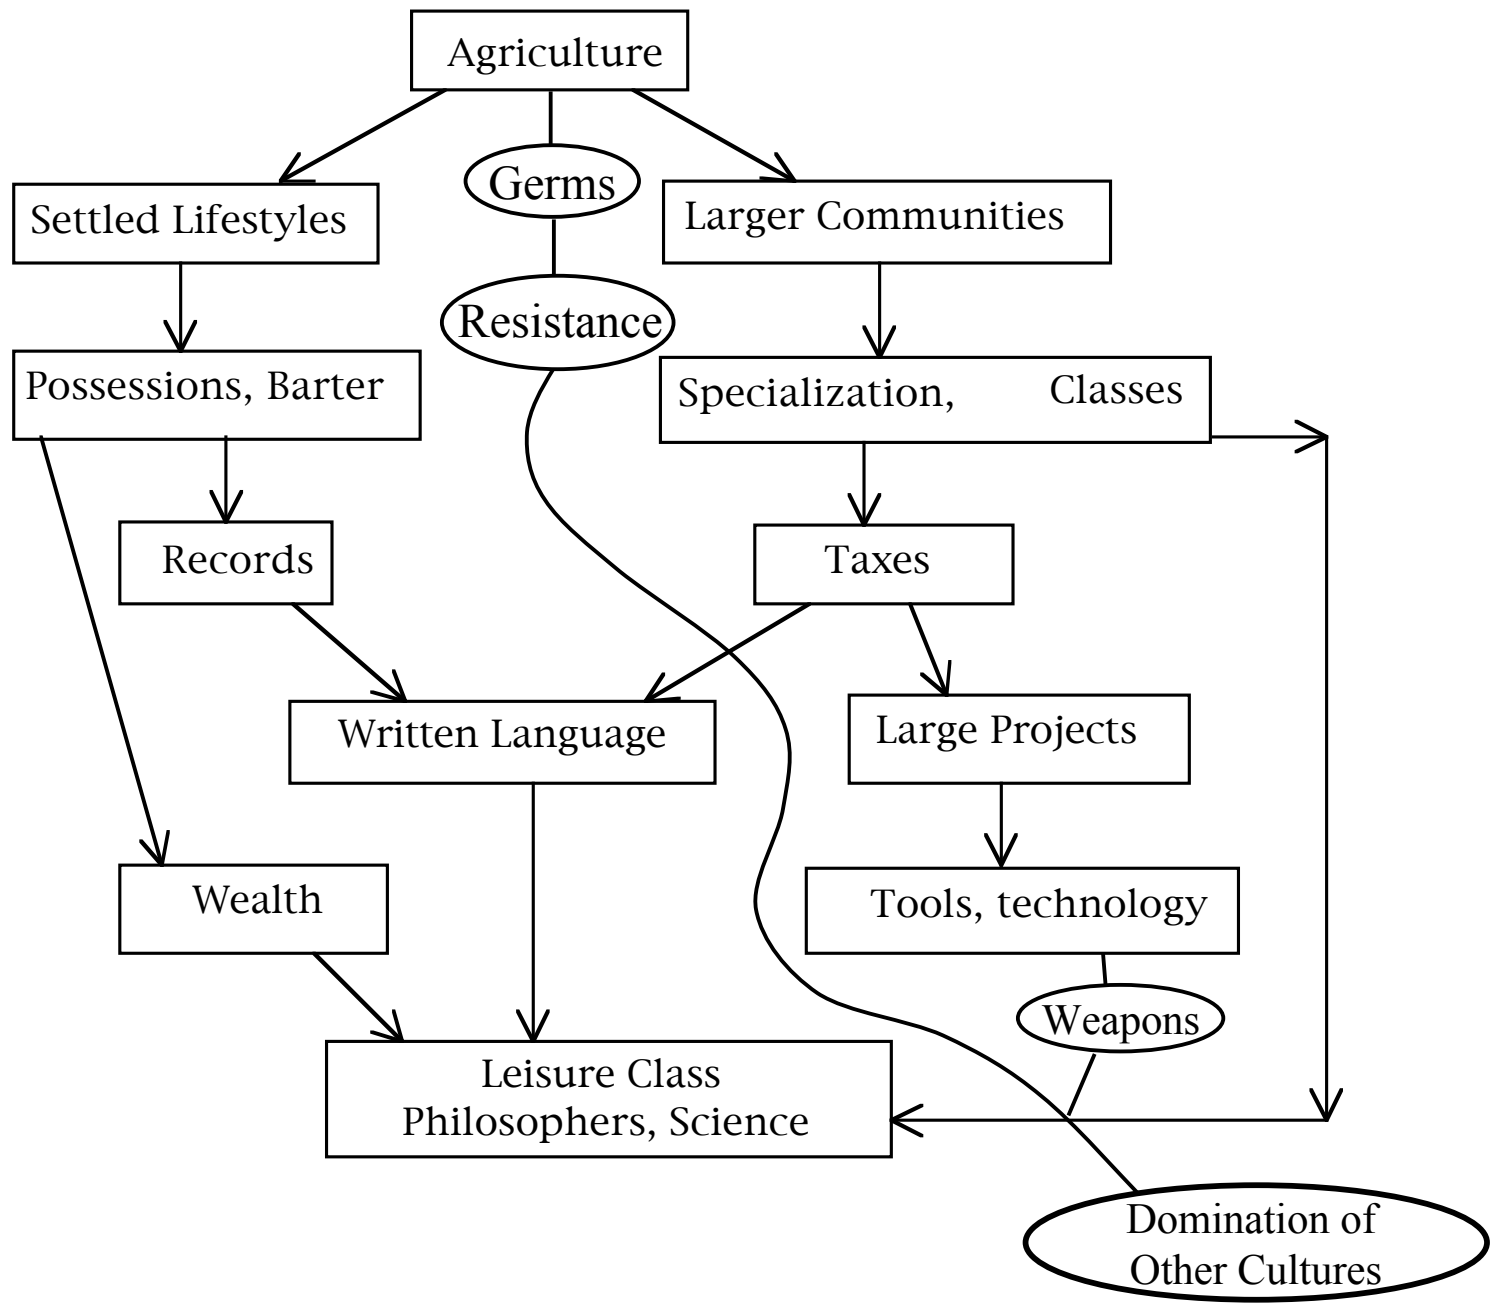 Agriculture
Germs
Settled Lifestyles
Larger Communities
Resistance
Possessions, Barter
Specialization, Classes
Records
Taxes
Written Language
Large Projects
Wealth
Tools, technology
Weapons
Leisure Class
Philosophers, Science
Domination of
Other Cultures